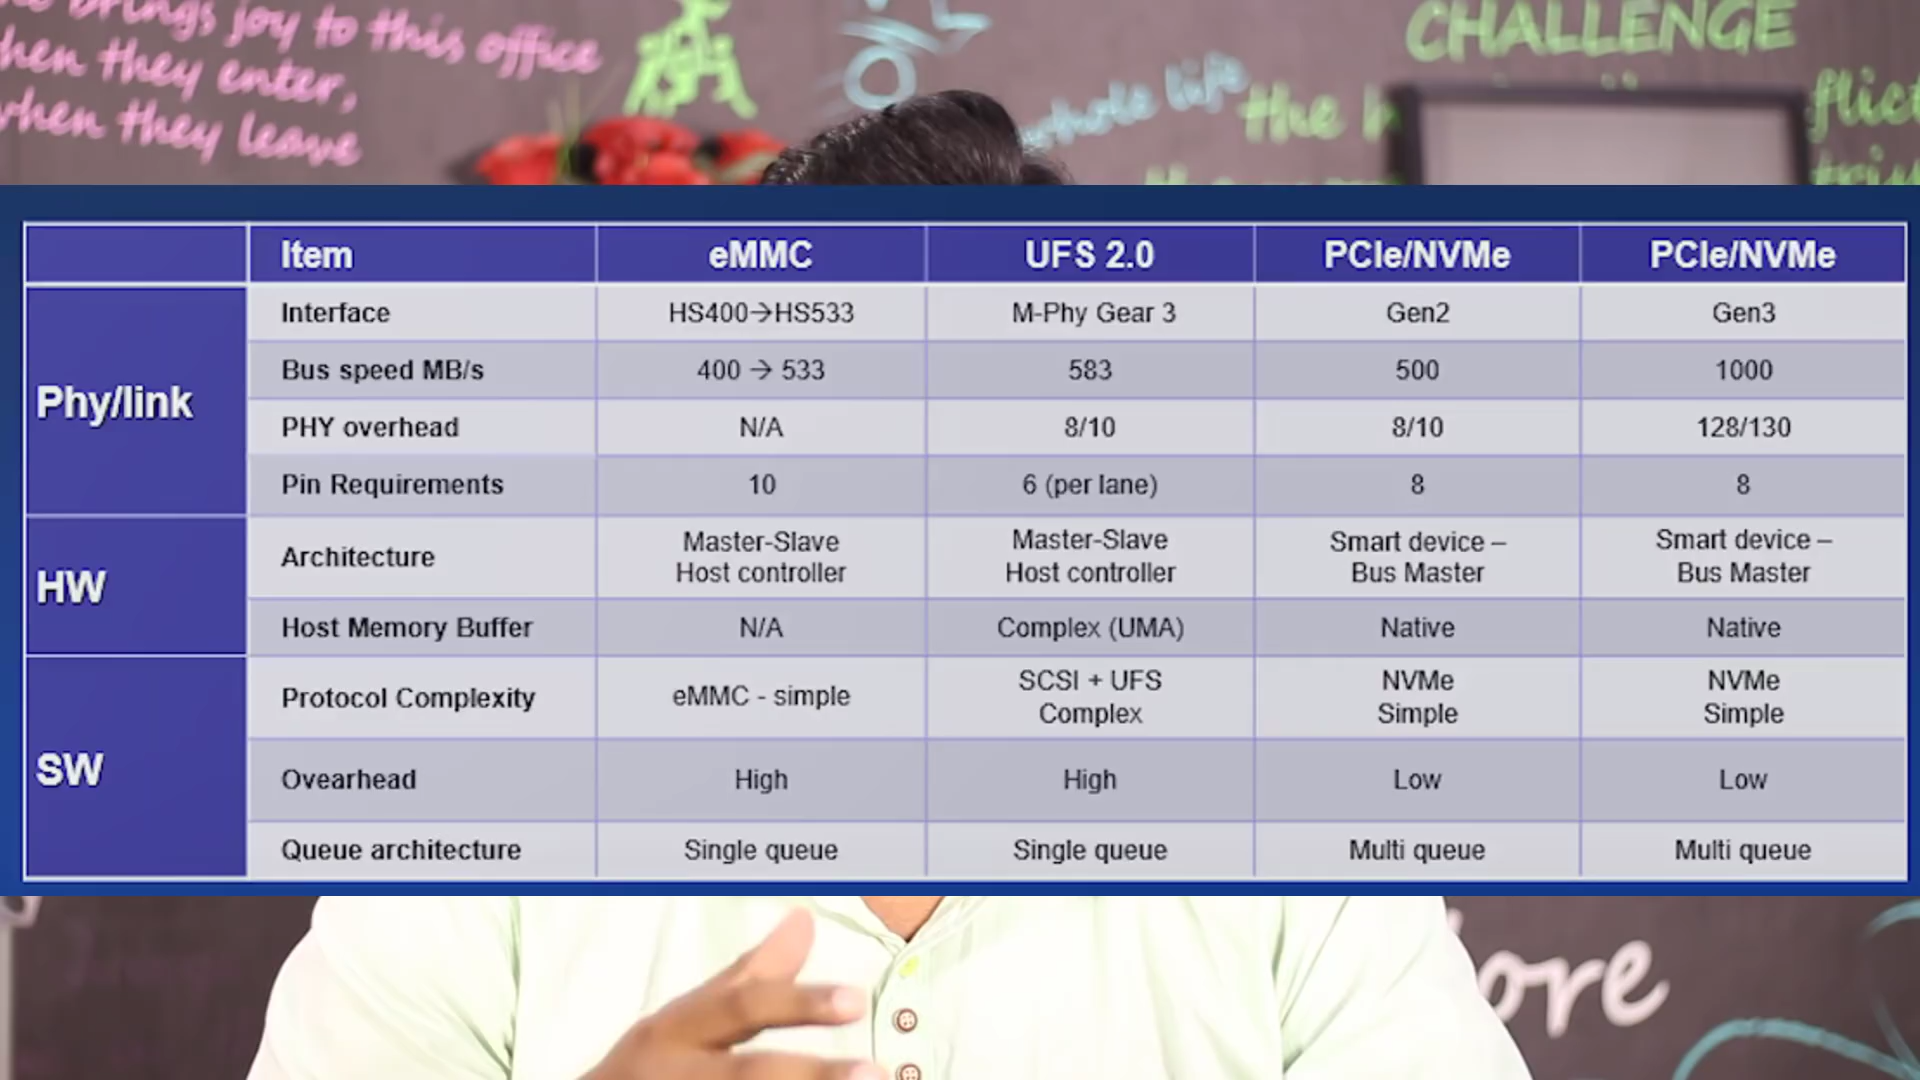 brings joy to this office
hen they enter,
when they leave
CHALLENGE
whole life
the
flict
Item eMMC UFS 2.0 PCIe/NVMe PCIe/NVMe
Phy/link
Interface HS400→HS533 M-Phy Gear 3 Gen2 Gen3
Bus speed MB/s 400 → 533 583 500 1000
PHY overhead N/A 8/10 8/10 128/130
Pin Requirements 10 6 (per lane) 8 8
HW
Architecture Master-Slave Host controller Master-Slave Host controller Smart device – Bus Master Smart device – Bus Master
Host Memory Buffer N/A Complex (UMA) Native Native
SW
Protocol Complexity eMMC - simple SCSI + UFS Complex NVMe Simple NVMe Simple
Ovearhead High High Low Low
Queue architecture Single queue Single queue Multi queue Multi queue
ore